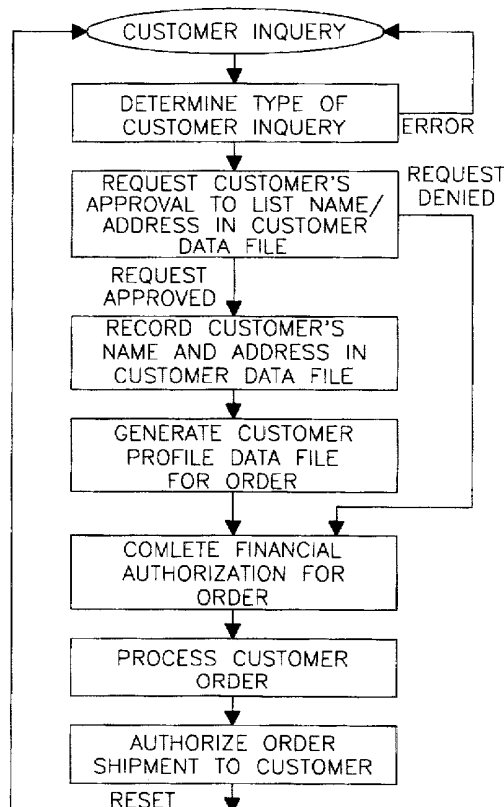 CUSTOMER INQUERY
DETERMINE TYPE OF
CUSTOMER INQUERY
ERROR
REQUEST CUSTOMER'S
APPROVAL TO LIST NAME/
ADDRESS IN CUSTOMER
DATA FILE
REQUEST
DENIED
REQUEST
APPROVED
RECORD CUSTOMER'S
NAME AND ADDRESS IN
CUSTOMER DATA FILE
GENERATE CUSTOMER
PROFILE DATA FILE
FOR ORDER
COMLETE FINANCIAL
AUTHORIZATION FOR
ORDER
PROCESS CUSTOMER
ORDER
AUTHORIZE ORDER
SHIPMENT TO CUSTOMER
RESET